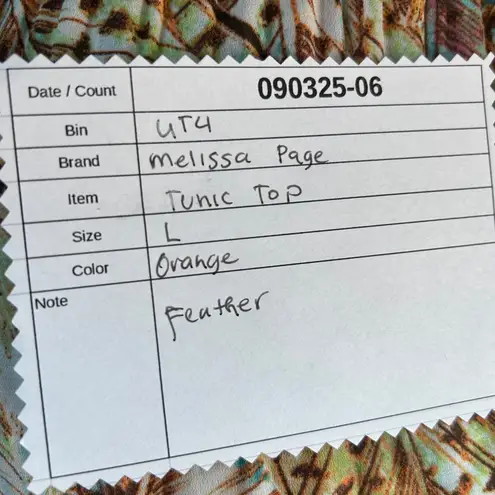 Date / Count 090325-06
Bin UT4
Brand Melissa Page
Item Tunic Top
Size L
Color Orange
Note Feather